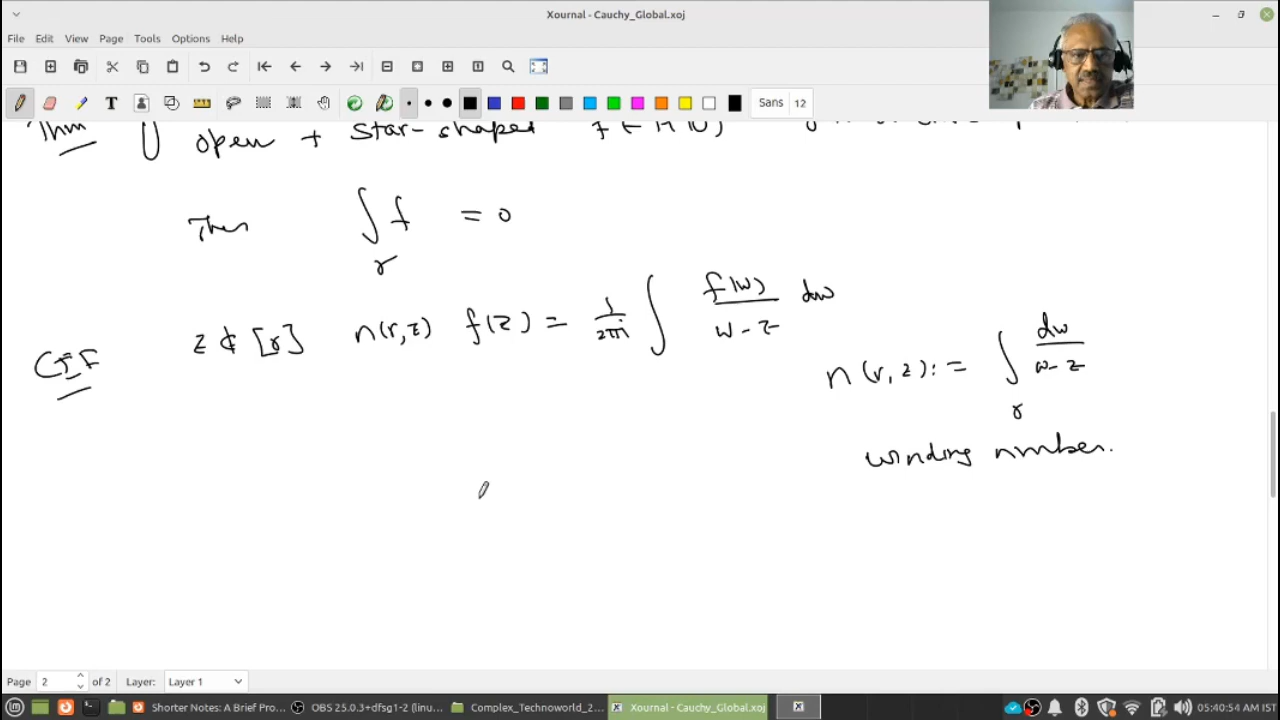 Xournal - Cauchy_Global.xoj
File Edit View Page Tools Options Help
Sans 12
Thm U open + star-shaped f ∈ H(U)
Then ∫_γ f = 0
CIF z ∉ [γ] n(γ, z) f(z) = 1/2πi ∫ f(w)/w - z dw
n(γ, z) := ∫_γ dw/w - z
winding number.
Page 2 of 2 Layer: Layer 1
Shorter Notes: A Brief Pro... OBS 25.0.3+dfsg1-2 (linu... Complex_Technoworld_2... Xournal - Cauchy_Global.xoj 05:40:54 AM IST